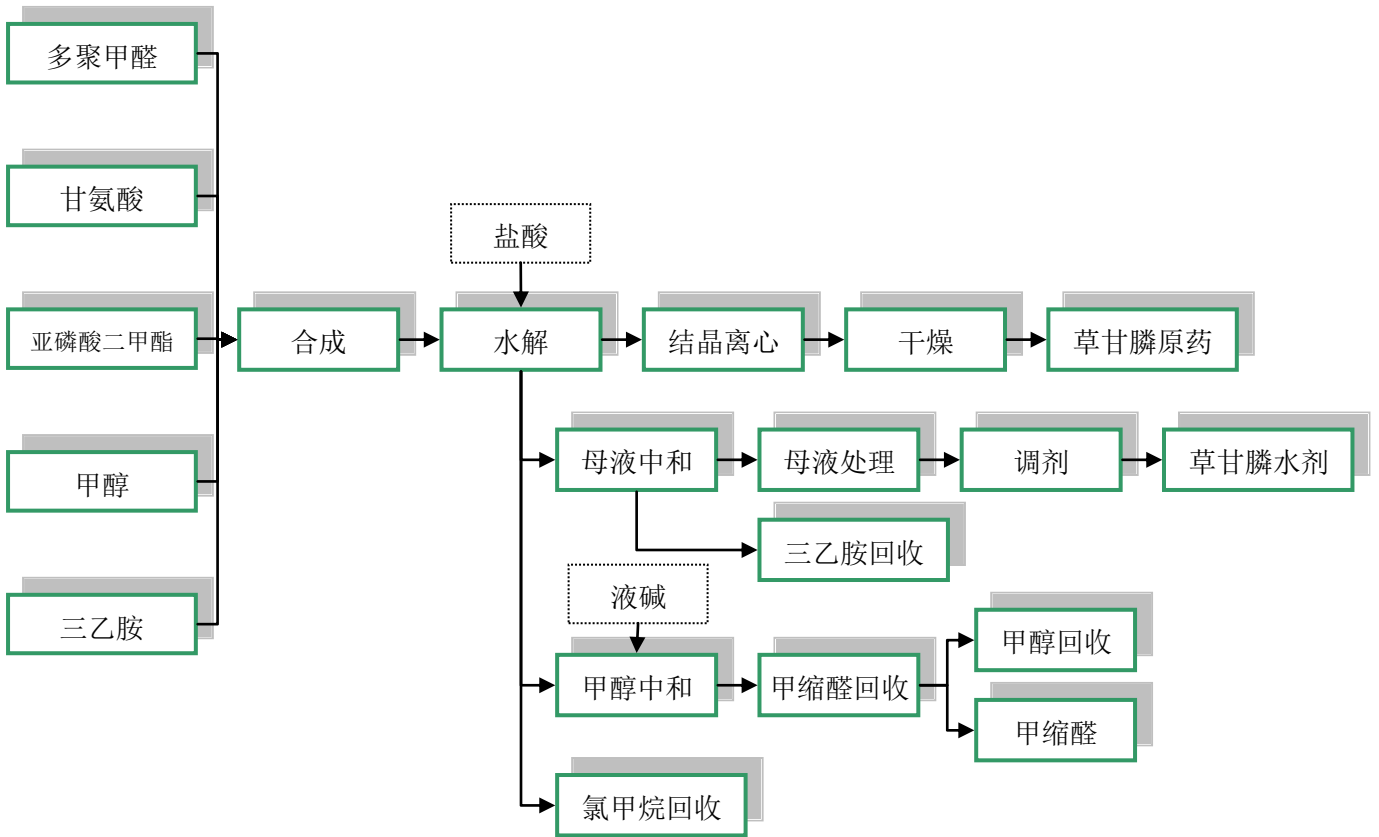 多聚甲醛
甘氨酸
盐酸
亚磷酸二甲酯
合成
水解
结晶离心
干燥
草甘膦原药
甲醇
母液中和
母液处理
调剂
草甘膦水剂
三乙胺回收
液碱
三乙胺
甲醇回收
甲醇中和
甲缩醛回收
甲缩醛
氯甲烷回收